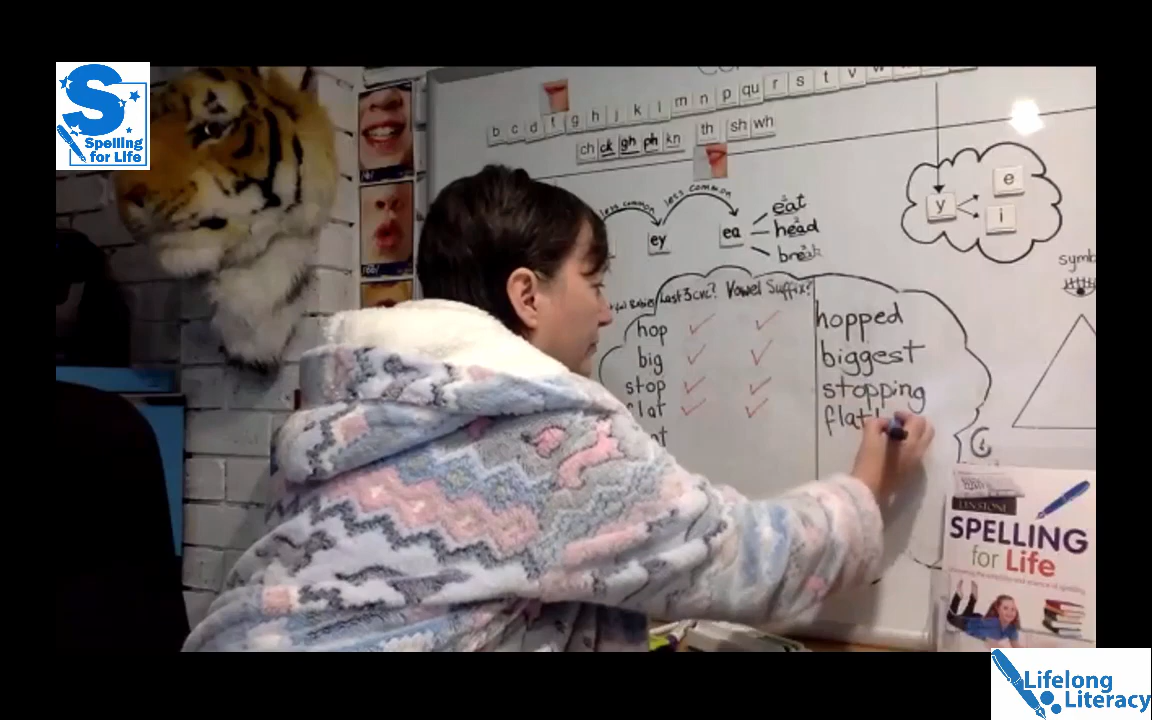 S
Spelling
for Life
b c d f g h j k l m n p qu r s t v w
ch ck gh ph kn th sh wh
less common less common
ey ea
eat
head
break
y e i
symb
Last 3 cvc? Vowel Suffix?
hop hopped
big biggest
stop stopping
flat flat
SPELLING
for Life
Lifelong
Literacy